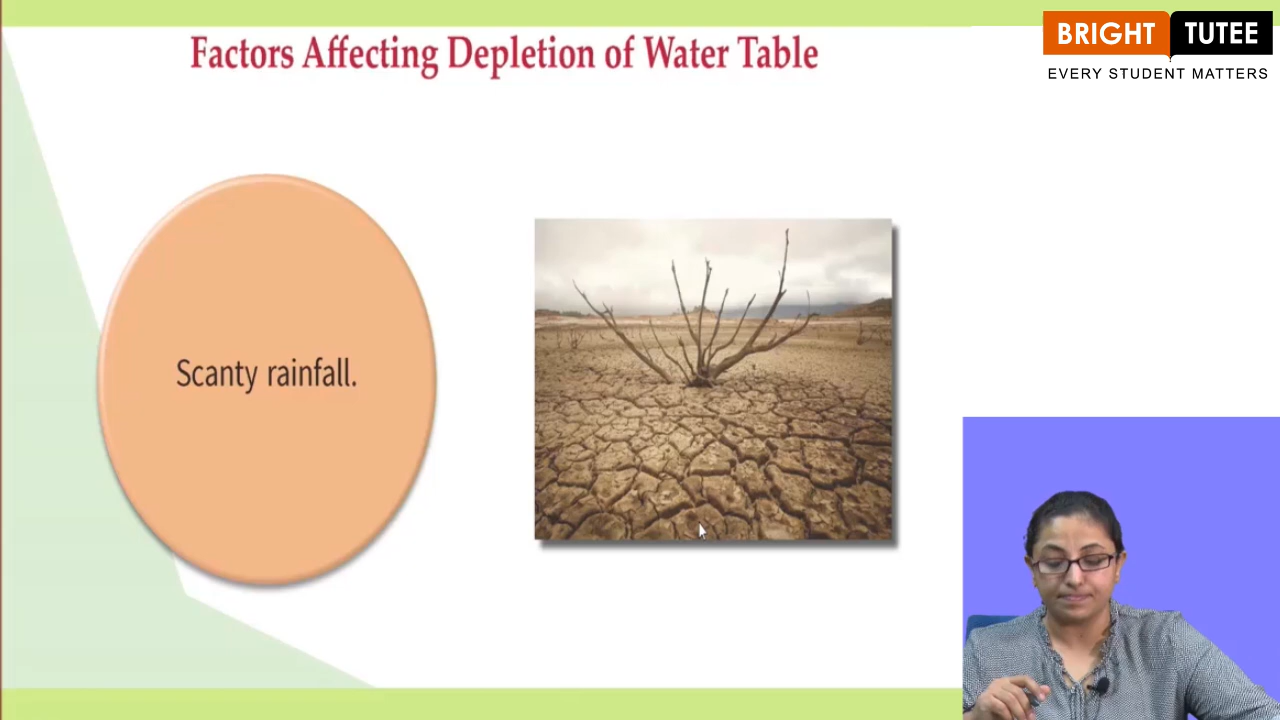 Factors Affecting Depletion of Water Table
BRIGHT TUTEE
EVERY STUDENT MATTERS
Scanty rainfall.